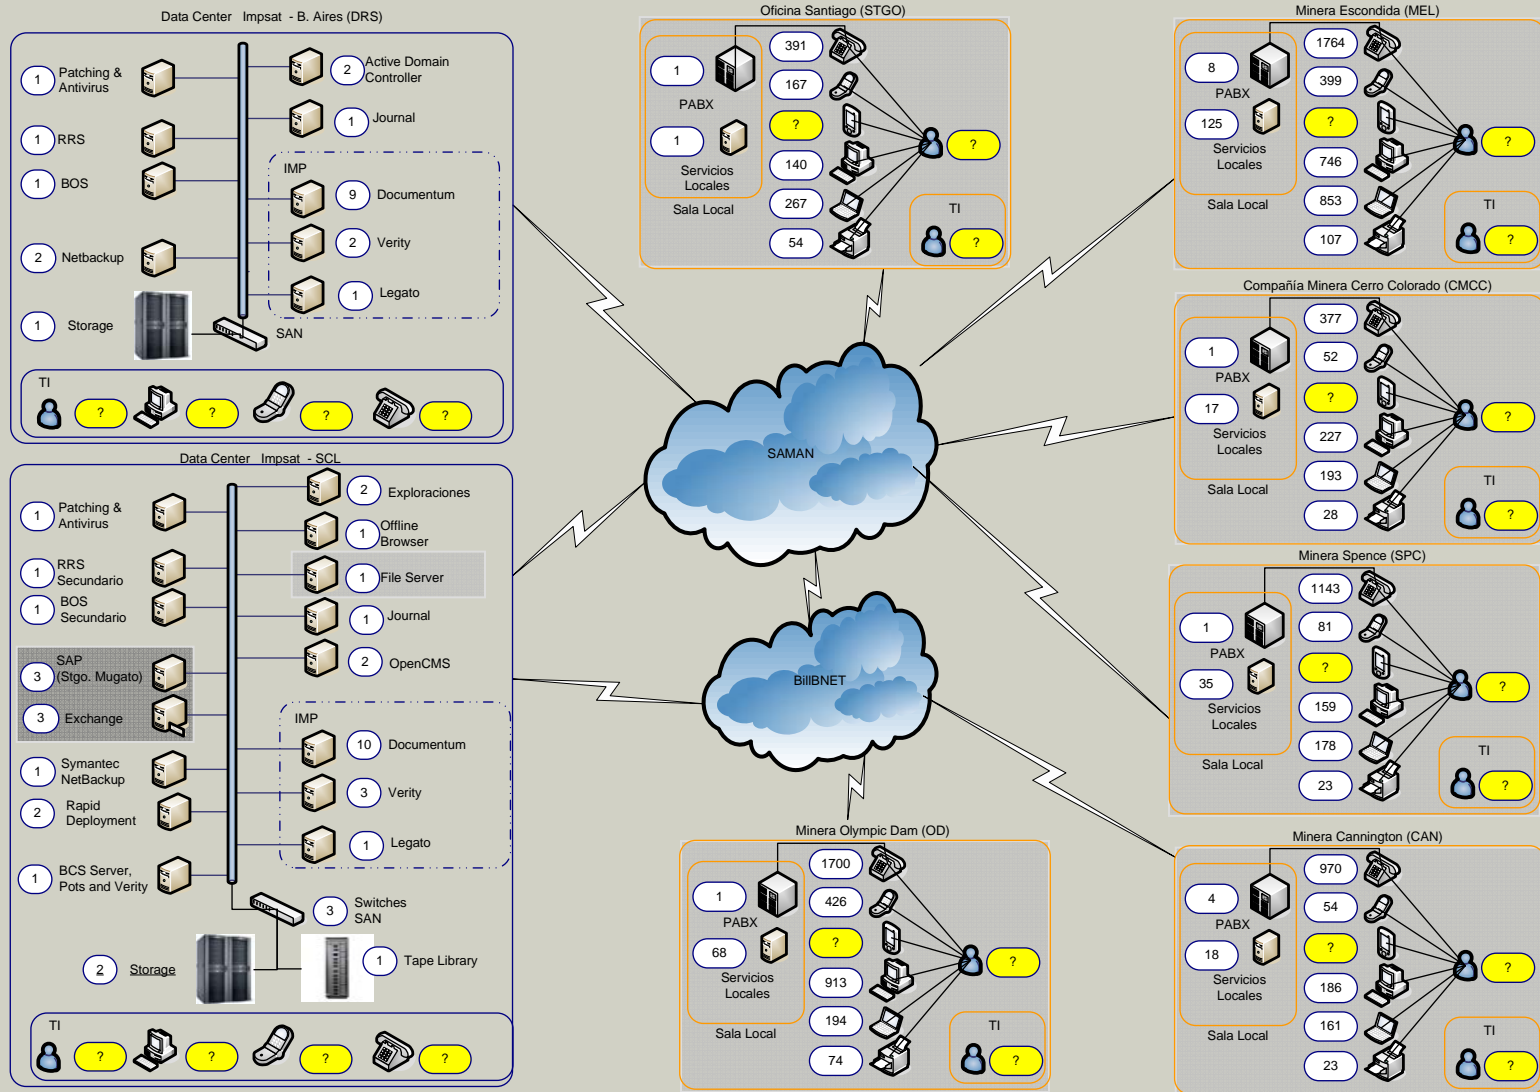 Data Center Impsat - B. Aires (DRS)
1 Patching &
Antivirus
1 RRS
1 BOS
2 Netbackup
1 Storage
2 Active Domain
Controller
1 Journal
IMP
9 Documentum
2 Verity
1 Legato
SAN
TI
? ? ? ?
Data Center Impsat - SCL
1 Patching &
Antivirus
1 RRS
Secundario
1 BOS
Secundario
3 SAP
(Stgo. Mugato)
3 Exchange
1 Symantec
NetBackup
2 Rapid
Deployment
1 BCS Server,
Pots and Verity
2 Exploraciones
1 Offline
Browser
1 File Server
1 Journal
2 OpenCMS
IMP
10 Documentum
3 Verity
1 Legato
3 Switches
SAN
2 Storage
1 Tape Library
TI
? ? ? ?
Oficina Santiago (STGO)
1
PABX
1
Servicios
Locales
Sala Local
391
167
?
140
267
54
?
TI
?
SAMAN
BillBNET
Minera Olympic Dam (OD)
1
PABX
68
Servicios
Locales
Sala Local
1700
426
?
913
194
74
?
TI
?
Minera Escondida (MEL)
8
PABX
125
Servicios
Locales
Sala Local
1764
399
?
746
853
107
?
TI
?
Compañía Minera Cerro Colorado (CMCC)
1
PABX
17
Servicios
Locales
Sala Local
377
52
?
227
193
28
?
TI
?
Minera Spence (SPC)
1
PABX
35
Servicios
Locales
Sala Local
1143
81
?
159
178
23
?
TI
?
Minera Cannington (CAN)
4
PABX
18
Servicios
Locales
Sala Local
970
54
?
186
161
23
?
TI
?